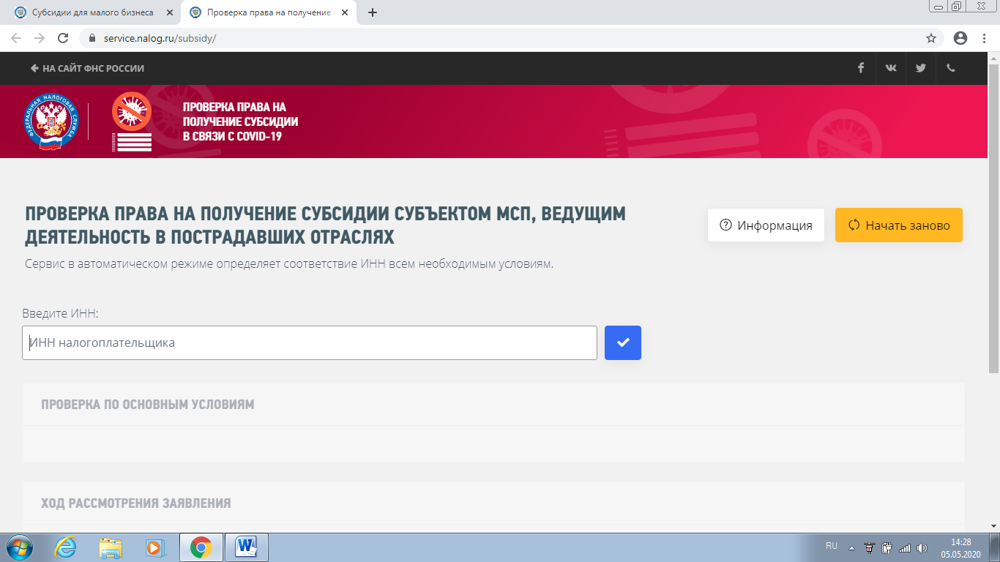 Субсидии для малого бизнеса
Проверка права на получение
service.nalog.ru/subsidy/
НА САЙТ ФНС РОССИИ
ФЕДЕРАЛЬНАЯ НАЛОГОВАЯ СЛУЖБА
ПРОВЕРКА ПРАВА НА
ПОЛУЧЕНИЕ СУБСИДИИ
В СВЯЗИ С COVID-19
ПРОВЕРКА ПРАВА НА ПОЛУЧЕНИЕ СУБСИДИИ СУБЪЕКТОМ МСП, ВЕДУЩИМ
ДЕЯТЕЛЬНОСТЬ В ПОСТРАДАВШИХ ОТРАСЛЯХ
Информация
Начать заново
Сервис в автоматическом режиме определяет соответствие ИНН всем необходимым условиям.
Введите ИНН:
ИНН налогоплательщика
ПРОВЕРКА ПО ОСНОВНЫМ УСЛОВИЯМ
ХОД РАССМОТРЕНИЯ ЗАЯВЛЕНИЯ
RU
14:28
05.05.2020